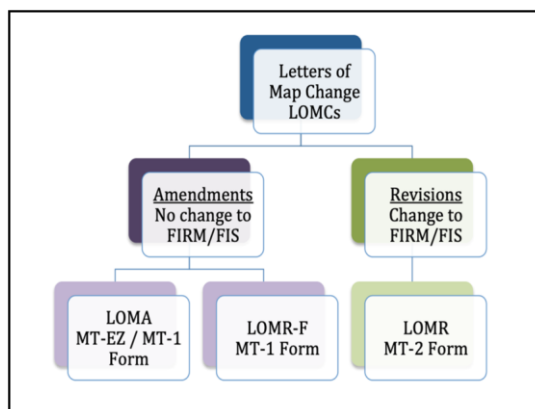 Letters of
Map Change
LOMCs
Amendments
No change to
FIRM/FIS
Revisions
Change to
FIRM/FIS
LOMA
MT-EZ / MT-1
Form
LOMR-F
MT-1 Form
LOMR
MT-2 Form